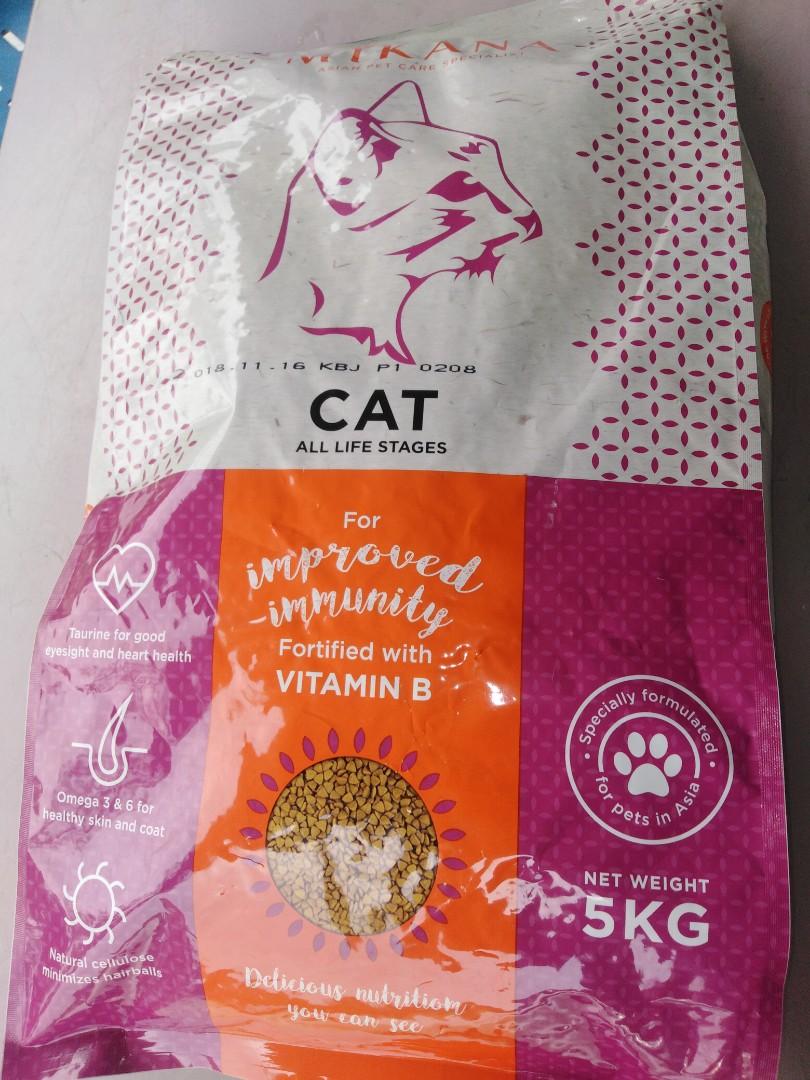 MIKANA
ASIAN PET CARE SPECIALIST
2018.11.16 KBJ P1 0208
CAT
ALL LIFE STAGES
For
improved
immunity
Fortified with
VITAMIN B
Taurine for good
eyesight and heart health
Omega 3 & 6 for
healthy skin and coat
Natural cellulose
minimizes hairballs
Specially formulated
for pets in Asia
NET WEIGHT
5KG
Delicious nutrition
you can see